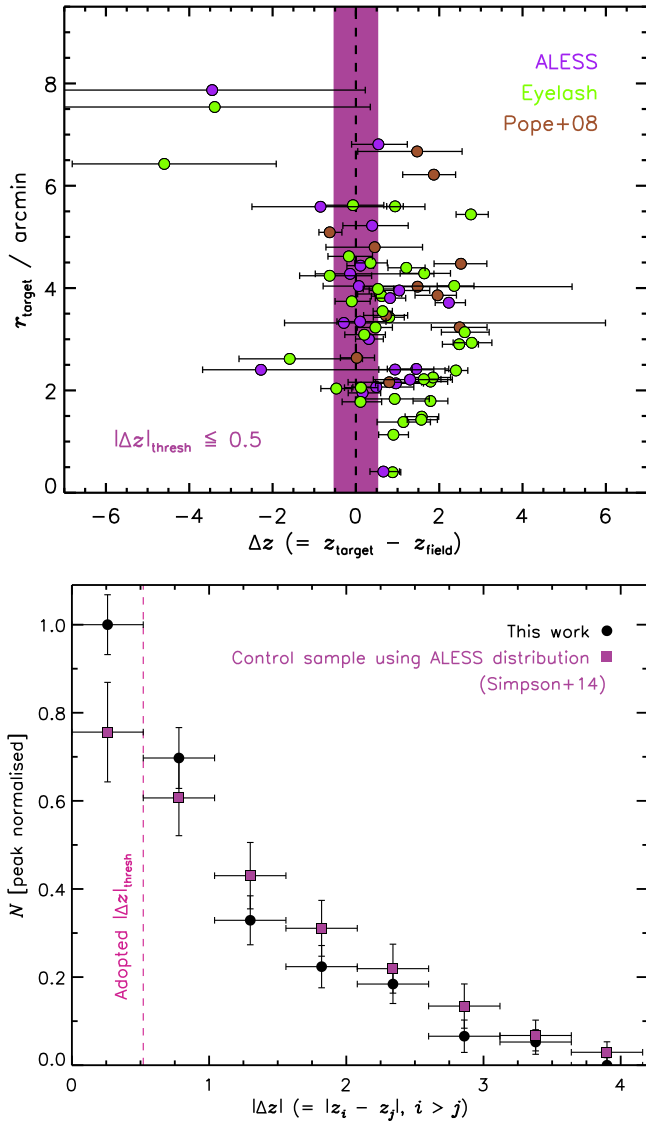 ALESS
Eyelash
Pope+08
8
6
4
2
0
r_target / arcmin
|Δz|_thresh ≦ 0.5
-6 -4 -2 0 2 4 6
Δz (= z_target − z_field)
This work
Control sample using ALESS distribution
(Simpson+14)
1.0
0.8
0.6
0.4
0.2
0.0
N [peak normalised]
Adopted |Δz|_thresh
0 1 2 3 4
|Δz| (= |z_i − z_j|, i > j)